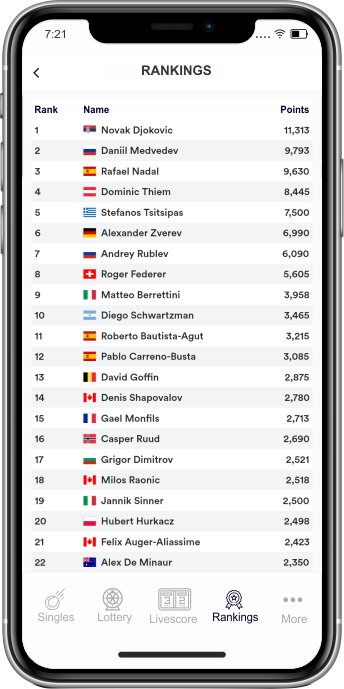 7:21
RANKINGS
Rank Name Points
1 Novak Djokovic 11,313
2 Daniil Medvedev 9,793
3 Rafael Nadal 9,630
4 Dominic Thiem 8,445
5 Stefanos Tsitsipas 7,500
6 Alexander Zverev 6,990
7 Andrey Rublev 6,090
8 Roger Federer 5,605
9 Matteo Berrettini 3,958
10 Diego Schwartzman 3,465
11 Roberto Bautista-Agut 3,215
12 Pablo Carreno-Busta 3,085
13 David Goffin 2,875
14 Denis Shapovalov 2,780
15 Gael Monfils 2,713
16 Casper Ruud 2,690
17 Grigor Dimitrov 2,521
18 Milos Raonic 2,518
19 Jannik Sinner 2,500
20 Hubert Hurkacz 2,498
21 Felix Auger-Aliassime 2,423
22 Alex De Minaur 2,350
3 2
Singles Lottery Livescore Rankings More